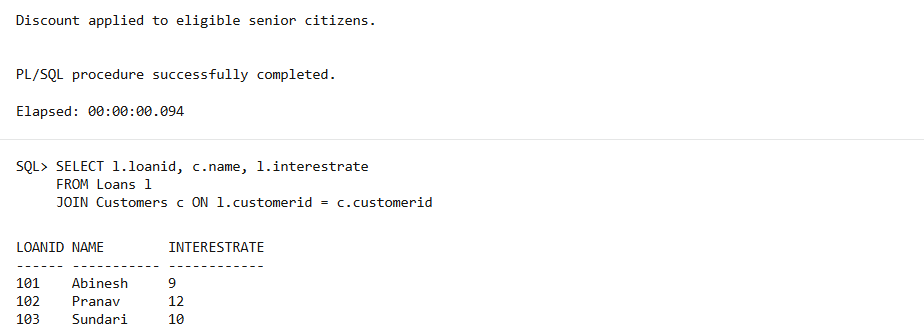 Discount applied to eligible senior citizens.
PL/SQL procedure successfully completed.
Elapsed: 00:00:00.094
SQL> SELECT l.loanid, c.name, l.interestrate
     FROM Loans l
     JOIN Customers c ON l.customerid = c.customerid
LOANID NAME        INTERESTRATE
------ ----------- ------------
101    Abinesh     9
102    Pranav      12
103    Sundari     10